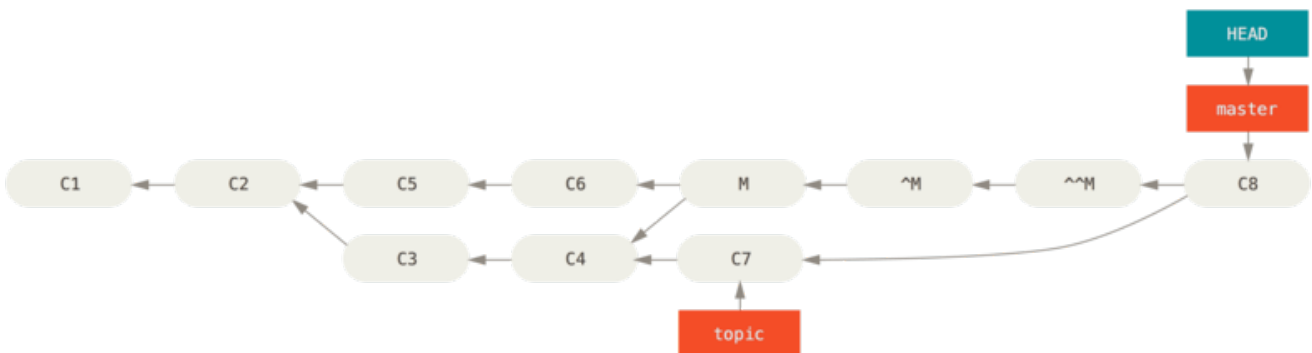 HEAD
master
C1 C2 C5 C6 M ^M ^^M C8
C3 C4 C7
topic